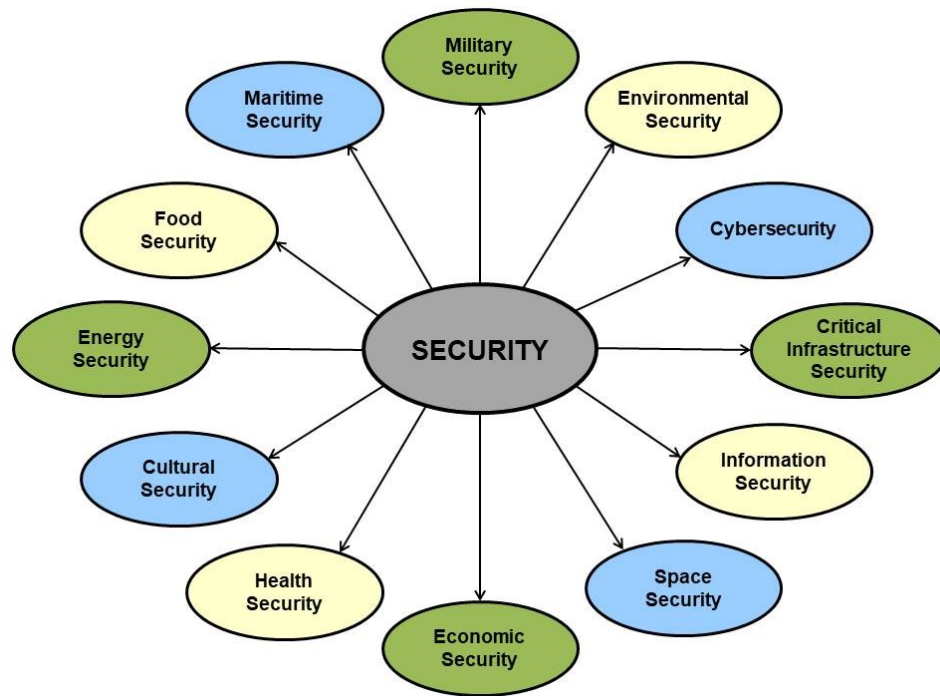 Military
Security
Environmental
Security
Cybersecurity
Critical
Infrastructure
Security
Information
Security
Space
Security
Economic
Security
Health
Security
Cultural
Security
Energy
Security
Food
Security
Maritime
Security
SECURITY